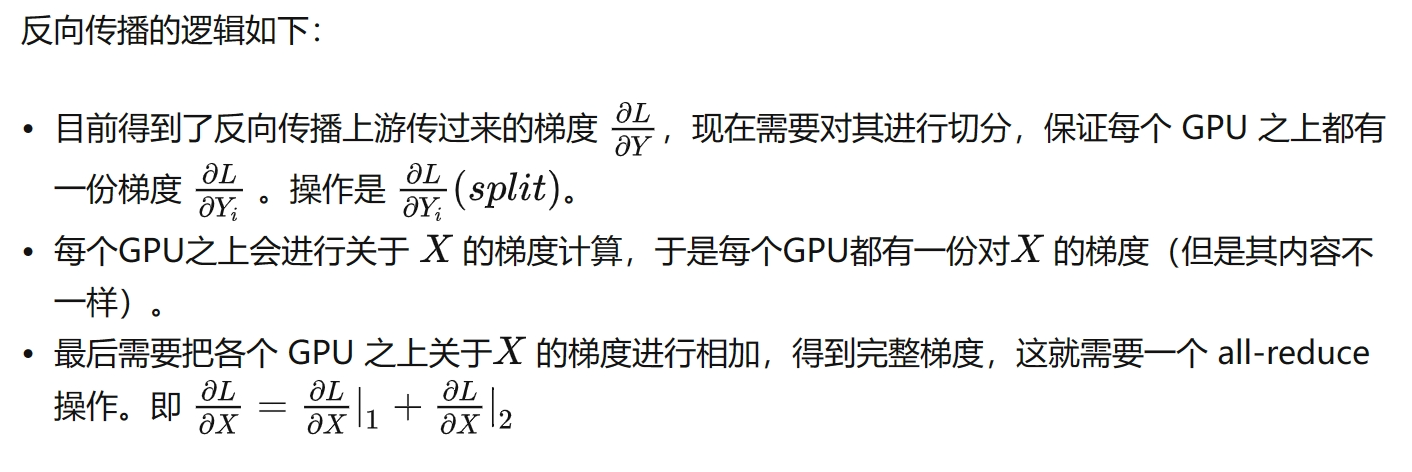 反向传播的逻辑如下：
• 目前得到了反向传播上游传过来的梯度 $\frac{\partial L}{\partial Y}$ ，现在需要对其进行切分，保证每个 GPU 之上都有
一份梯度 $\frac{\partial L}{\partial Y_i}$ 。操作是 $\frac{\partial L}{\partial Y_i}(split)$。
• 每个GPU之上会进行关于 $X$ 的梯度计算，于是每个GPU都有一份对$X$ 的梯度（但是其内容不
一样）。
• 最后需要把各个 GPU 之上关于$X$ 的梯度进行相加，得到完整梯度，这就需要一个 all-reduce
操作。即 $\frac{\partial L}{\partial X} = \frac{\partial L}{\partial X}|_1 + \frac{\partial L}{\partial X}|_2$